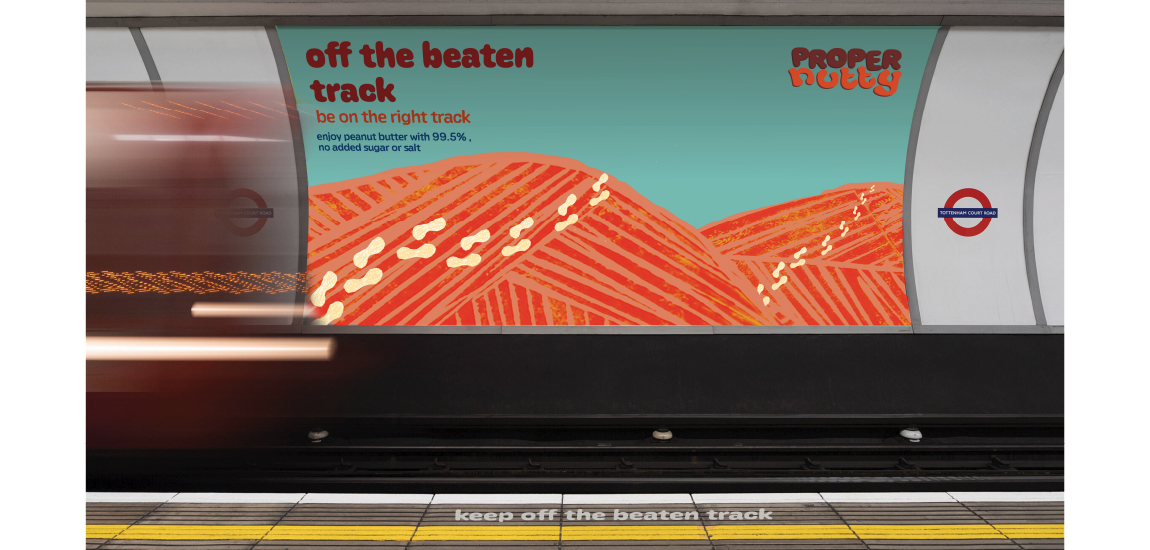 off the beaten
track
be on the right track
enjoy peanut butter with 99.5% ,
no added sugar or salt
PROPER
nutty
TOTTENHAM COURT ROAD
keep off the beaten track